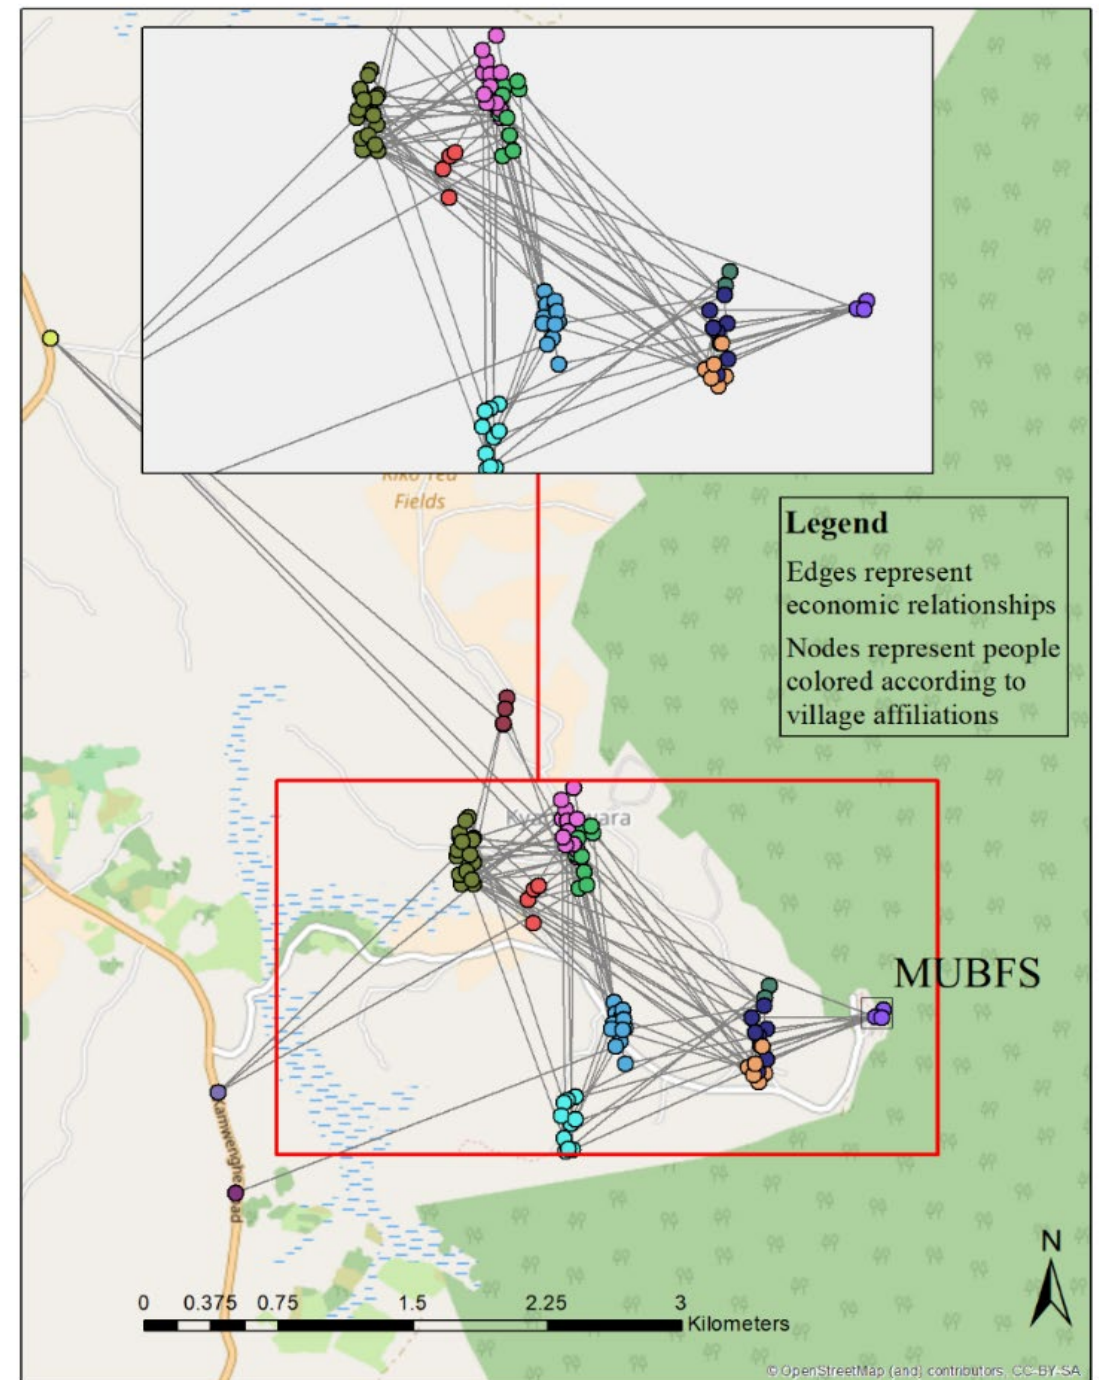 Fields
Legend
Edges represent
economic relationships
Nodes represent people
colored according to
village affiliations
MUBFS
N
0 0.375 0.75 1.5 2.25 3
Kilometers
© OpenStreetMap (and) contributors, CC-BY-SA